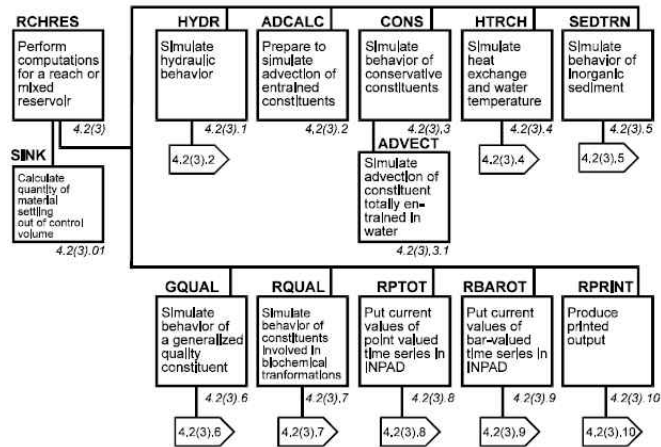 RCHRES
Perform
computations
for a reach or
mixed
reservoir
4.2(3)
HYDR
Simulate
hydraulic
behavior
4.2(3).1
4.2(3).2
ADCALC
Prepare to
simulate
advection of
entrained
constituents
4.2(3).2
CONS
Simulate
behavior of
conservative
constituents
4.2(3).3
HTRCH
Simulate
heat
exchange
and water
temperature
4.2(3).4
4.2(3).4
SEDTRN
Simulate
behavior of
inorganic
sediment
4.2(3).5
4.2(3).5
SINK
Calculate
quantity of
material
settling
out of control
volume
4.2(3).01
ADVECT
Simulate
advection of
constituent
totally en-
trained in
water
4.2(3).3.1
GQUAL
Simulate
behavior of
a generalized
quality
constituent
4.2(3).6
4.2(3).6
RQUAL
Simulate
behavior of
constituents
involved in
biochemical
tranformations
4.2(3).7
4.2(3).7
RPTOT
Put current
values of
point valued
time series in
INPAD
4.2(3).8
4.2(3).8
RBAROT
Put current
values of
bar-valued
time series in
INPAD
4.2(3).9
4.2(3).9
RPRINT
Produce
printed
output
4.2(3).10
4.2(3).10